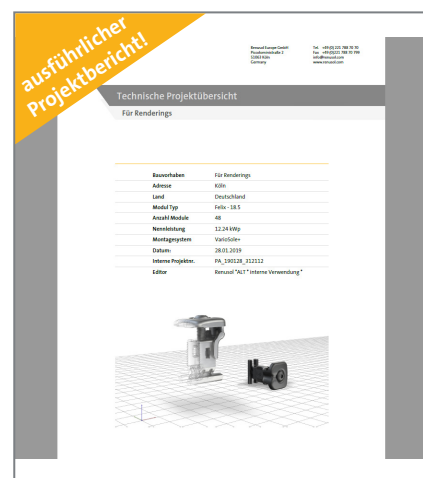 ausführlicher
Projektbericht!
Renusol Europe GmbH
Piccoloministraße 2
51063 Köln
Germany
Tel. +49 (0) 221 788 70 70
Fax +49 (0)221 788 70 799
info@renusol.com
www.renusol.com
Technische Projektübersicht
Für Renderings
Bauvorhaben Für Renderings
Adresse Köln
Land Deutschland
Modul Typ Felix - 18.5
Anzahl Module 48
Nennleistung 12.24 kWp
Montagesystem VarioSole+
Datum: 28.01.2019
Interne Projektnr. PA_190128_312112
Editor Renusol *ALT * interne Verwendung *